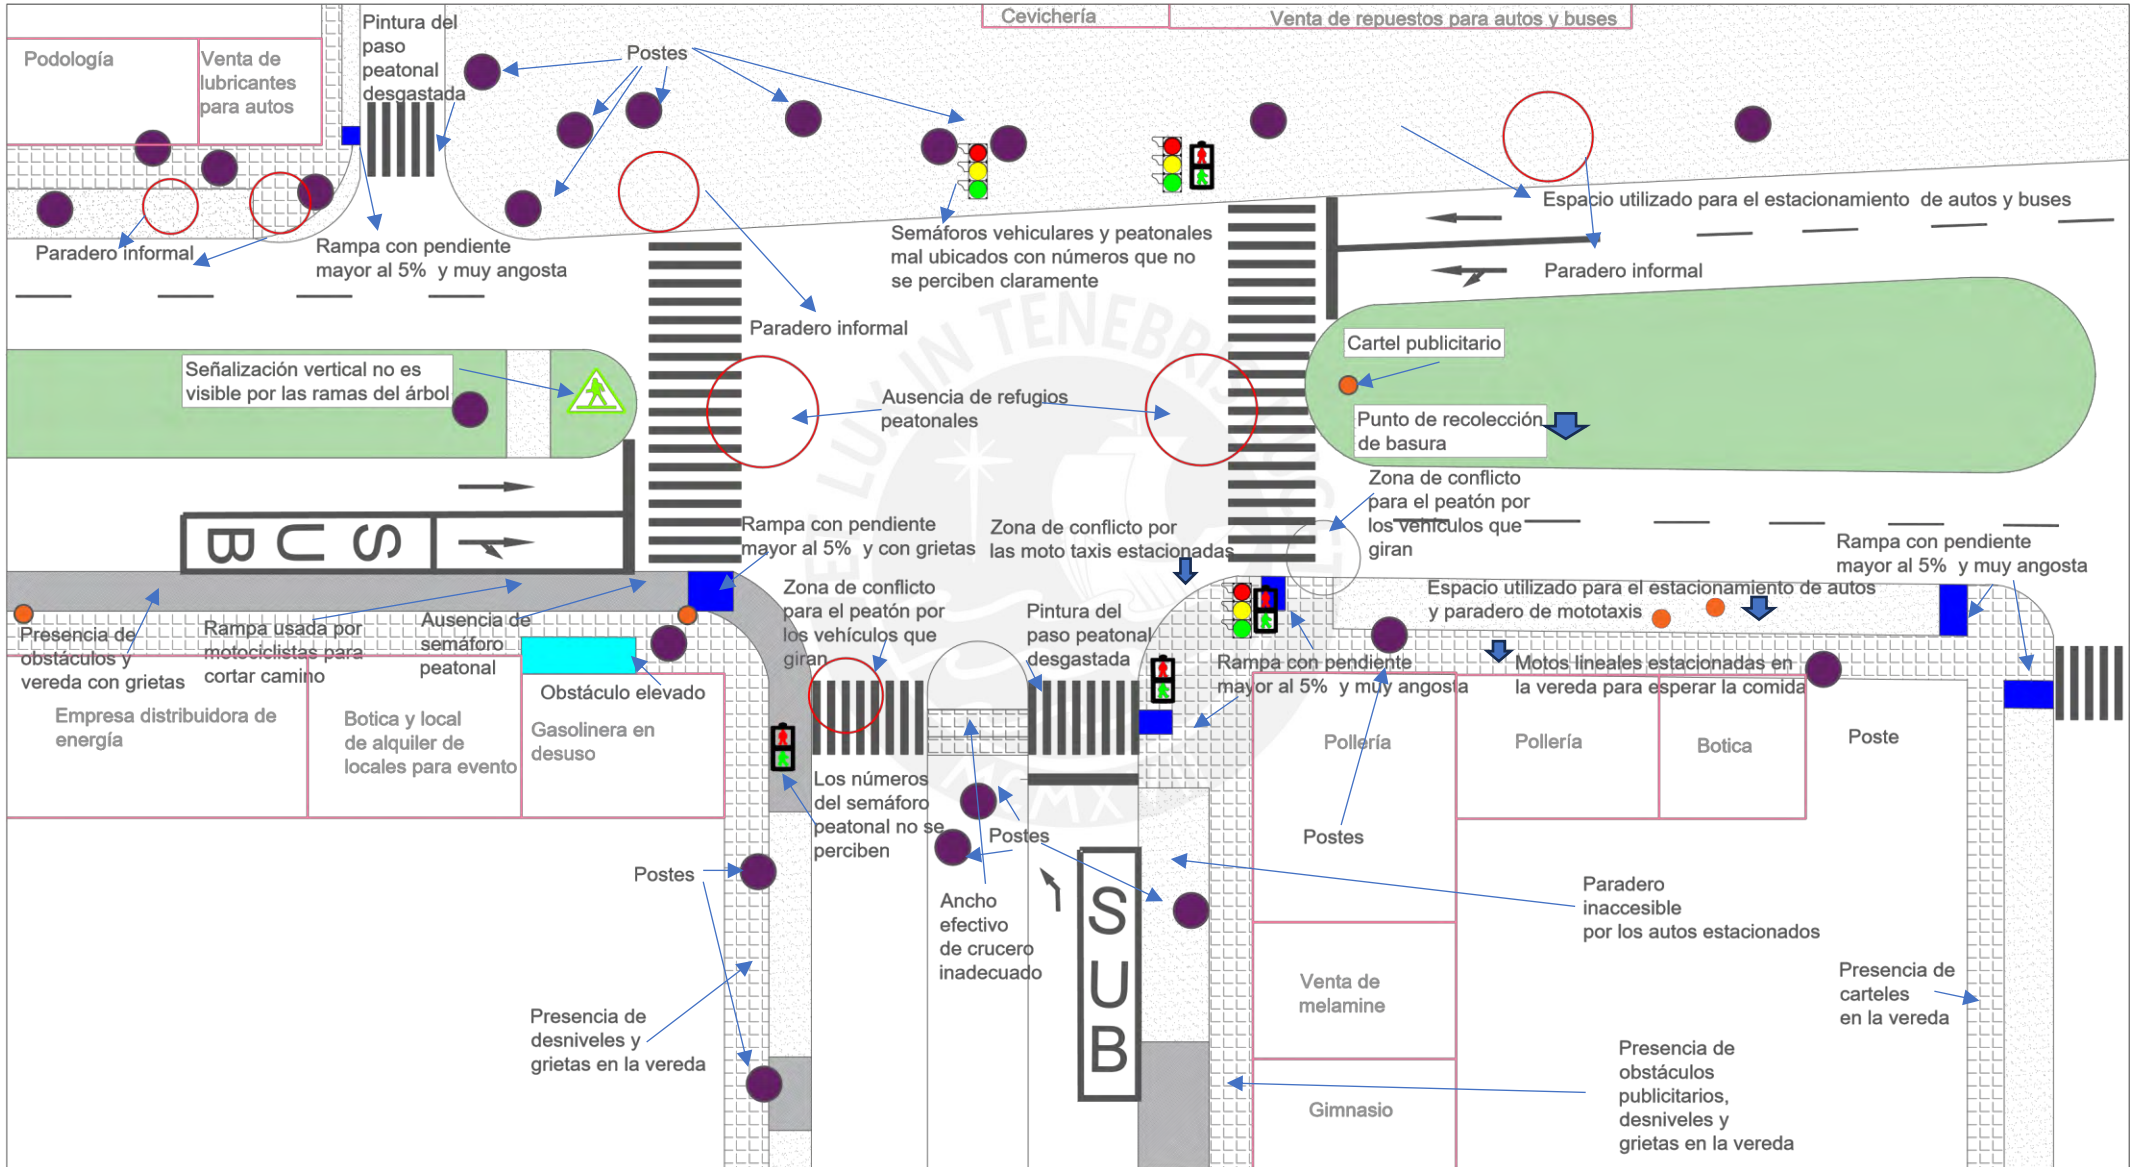 Cevichería
Venta de repuestos para autos y buses
Pintura del
paso
peatonal
desgastada
Podología
Venta de
lubricantes
para autos
Postes
Espacio utilizado para el estacionamiento de autos y buses
Paradero informal
Rampa con pendiente
mayor al 5% y muy angosta
Semáforos vehiculares y peatonales
mal ubicados con números que no
se perciben claramente
Paradero informal
Paradero informal
Señalización vertical no es
visible por las ramas del árbol
Ausencia de refugios
peatonales
Cartel publicitario
Punto de recolección
de basura
ET LUX IN TENEBRIS LUCET
MCMXVII
Zona de conflicto
para el peatón por
los vehículos que
giran
BUS
Rampa con pendiente
mayor al 5% y con grietas
Zona de conflicto por
las moto taxis estacionadas
Rampa con pendiente
mayor al 5% y muy angosta
Zona de conflicto
para el peatón por
los vehículos que
giran
Espacio utilizado para el estacionamiento de autos
y paradero de mototaxis
Presencia de
obstáculos y
vereda con grietas
Rampa usada por
motociclistas para
cortar camino
Ausencia de
semáforo
peatonal
Pintura del
paso peatonal
desgastada
Rampa con pendiente
mayor al 5% y muy angosta
Motos lineales estacionadas en
la vereda para esperar la comida
Obstáculo elevado
Empresa distribuidora de
energía
Botica y local
de alquiler de
locales para evento
Gasolinera en
desuso
Pollería
Pollería
Botica
Poste
Los números
del semáforo
peatonal no se
perciben
Postes
Postes
Postes
Ancho
efectivo
de crucero
inadecuado
SUB
Paradero
inaccesible
por los autos estacionados
Venta de
melamine
Presencia de
carteles
en la vereda
Presencia de
desniveles y
grietas en la vereda
Presencia de
obstáculos
publicitarios,
desniveles y
grietas en la vereda
Gimnasio